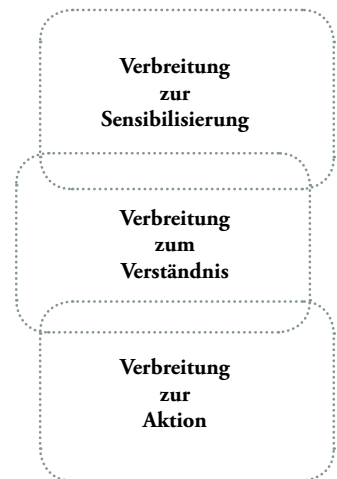 Verbreitung
zur
Sensibilisierung
Verbreitung
zum
Verständnis
Verbreitung
zur
Aktion